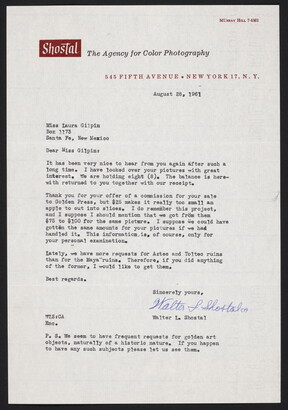 MURRAY HILL 7-6885
Shostal The Agency for Color Photography
545 FIFTH AVENUE • NEW YORK 17, N. Y.
August 28, 1961
Miss Laura Gilpin
Box 1173
Santa Fe, New Mexico
Dear Miss Gilpin:
It has been very nice to hear from you again after such a
long time. I have looked over your pictures with great
interest. We are holding eight (8). The balance is here-
with returned to you together with our receipt.
Thank you for your offer of a commission for your sale
to Golden Press, but $25 makes it really too small an
apple to cut into slices. I do remember this project,
and I suppose I should mention that we got from them
$75 to $100 for the same picture. I suppose we could have
gotten the same amounts for your pictures if we had
handled it. This information is, of course, only for
your personal examination.
Lately, we have more requests for Aztec and Toltec ruins
than for the Maya ruins. Therefore, if you did anything
of the former, I would like to get them.
Best regards.
Sincerely yours,
Walter L Shostal
WLS:CA Walter L. Shostal
Enc.
P. S. We seem to have frequent requests for golden art
objects, naturally of a historic nature. If you happen
to have any such subjects please let us see them.